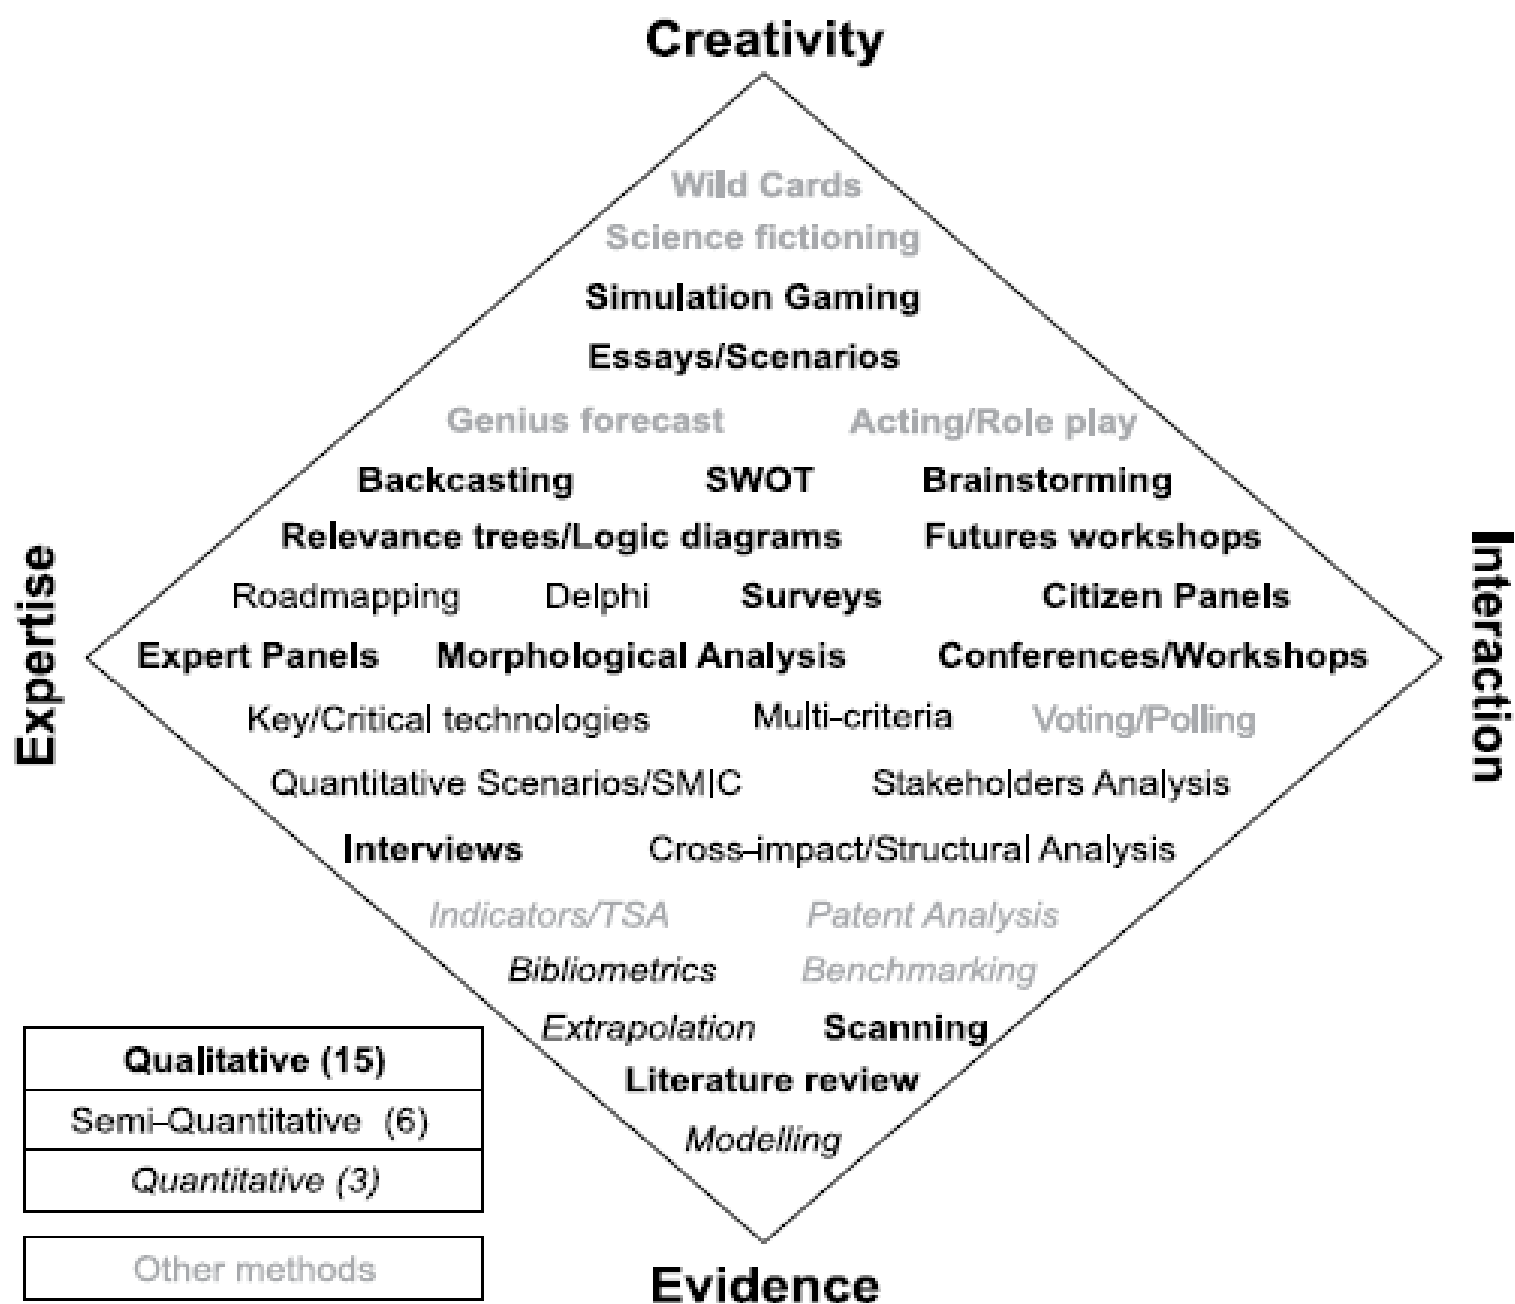 Creativity
Wild Cards
Science fictioning
Simulation Gaming
Essays/Scenarios
Genius forecast Acting/Role play
Backcasting SWOT Brainstorming
Relevance trees/Logic diagrams Futures workshops
Roadmapping Delphi Surveys Citizen Panels
Expertise
Interaction
Expert Panels Morphological Analysis Conferences/Workshops
Key/Critical technologies Multi-criteria Voting/Polling
Quantitative Scenarios/SMIC Stakeholders Analysis
Interviews Cross-impact/Structural Analysis
Indicators/TSA Patent Analysis
Bibliometrics Benchmarking
Extrapolation Scanning
Literature review
Modelling
Evidence
Qualitative (15)
Semi-Quantitative (6)
Quantitative (3)
Other methods